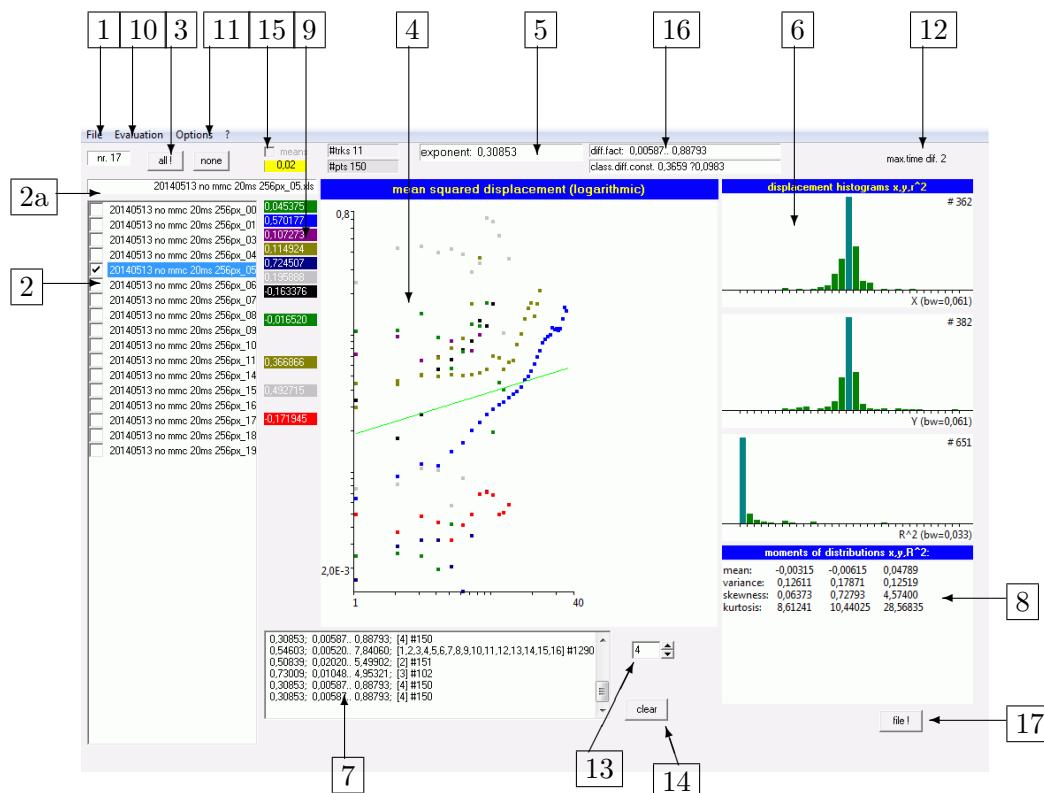 1 10 3 11 15 9 4 5 16 6 12
File Evaluation Options ?
nr. 17 all ! none means 0,02
#trks 11
#pts 150
exponent: 0,30853
diff.fact: 0,00587.. 0,88793
class.diff.const. 0,3659 ?0,0983
max.time dif. 2
2a
20140513 no mmc 20ms 256px_05.xls
2
20140513 no mmc 20ms 256px_00
20140513 no mmc 20ms 256px_01
20140513 no mmc 20ms 256px_03
20140513 no mmc 20ms 256px_04
20140513 no mmc 20ms 256px_05
20140513 no mmc 20ms 256px_06
20140513 no mmc 20ms 256px_07
20140513 no mmc 20ms 256px_08
20140513 no mmc 20ms 256px_09
20140513 no mmc 20ms 256px_10
20140513 no mmc 20ms 256px_11
20140513 no mmc 20ms 256px_14
20140513 no mmc 20ms 256px_15
20140513 no mmc 20ms 256px_16
20140513 no mmc 20ms 256px_17
20140513 no mmc 20ms 256px_18
20140513 no mmc 20ms 256px_19
0,045375
0,570177
0,107273
0,114924
0,724507
0,195888
-0,163376
-0,016520
0,366866
0,492715
-0,171945
mean squared displacement (logarithmic)
0,8
2,0E-3
1 40
displacement histograms x,y,r^2
# 362
X (bw=0,061)
# 382
Y (bw=0,061)
# 651
R^2 (bw=0,033)
moments of distributions x,y,R^2:
mean: -0,00315 -0,00615 0,04789
variance: 0,12611 0,17871 0,12519
skewness: 0,06373 0,72793 4,57400
kurtosis: 8,61241 10,44025 28,56835
8
0,30853; 0,00587.. 0,88793; [4] #150
0,54603; 0,00520.. 7,84060; [1,2,3,4,5,6,7,8,9,10,11,12,13,14,15,16] #1290
0,50839; 0,02020.. 5,49902; [2] #151
0,73009; 0,01048.. 4,95321; [3] #102
0,30853; 0,00587.. 0,88793; [4] #150
0,30853; 0,00587.. 0,88793; [4] #150
4
clear
file !
17
7 13 14